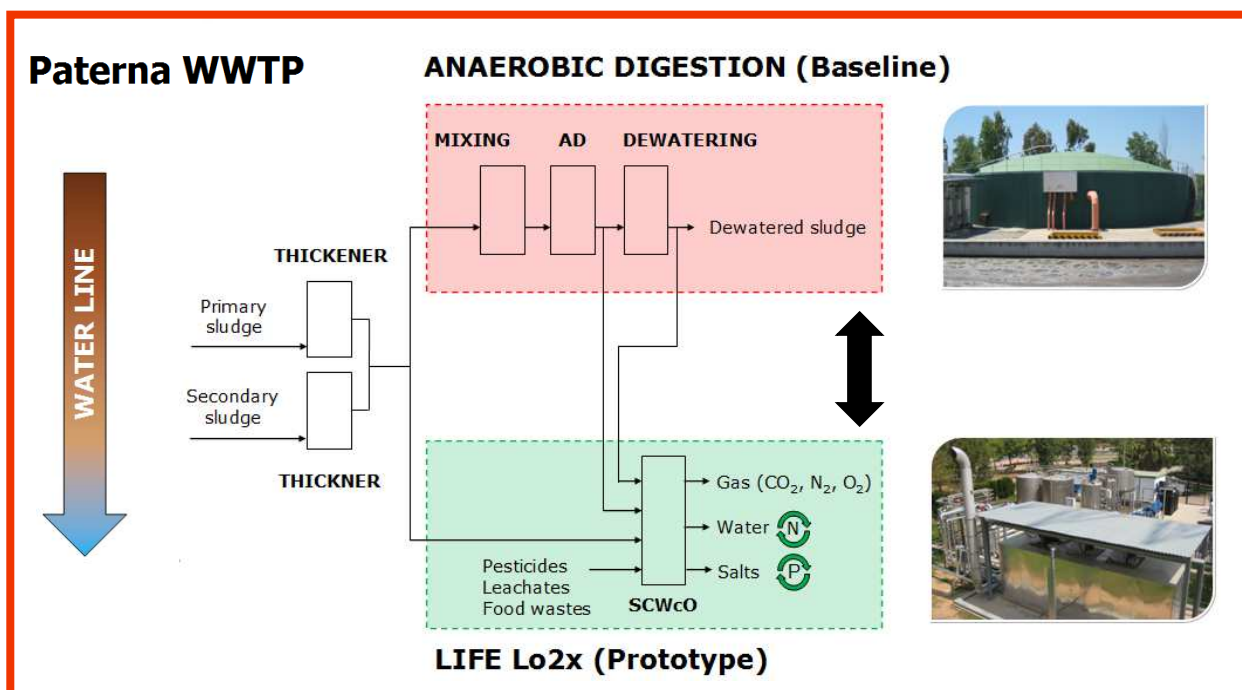 Paterna WWTP
ANAEROBIC DIGESTION (Baseline)
MIXING
AD
DEWATERING
Dewatered sludge
WATER LINE
THICKENER
Primary
sludge
Secondary
sludge
THICKNER
Gas (CO₂, N₂, O₂)
Water
N
Pesticides
Leachates
Food wastes
Salts
P
SCWcO
LIFE Lo2x (Prototype)